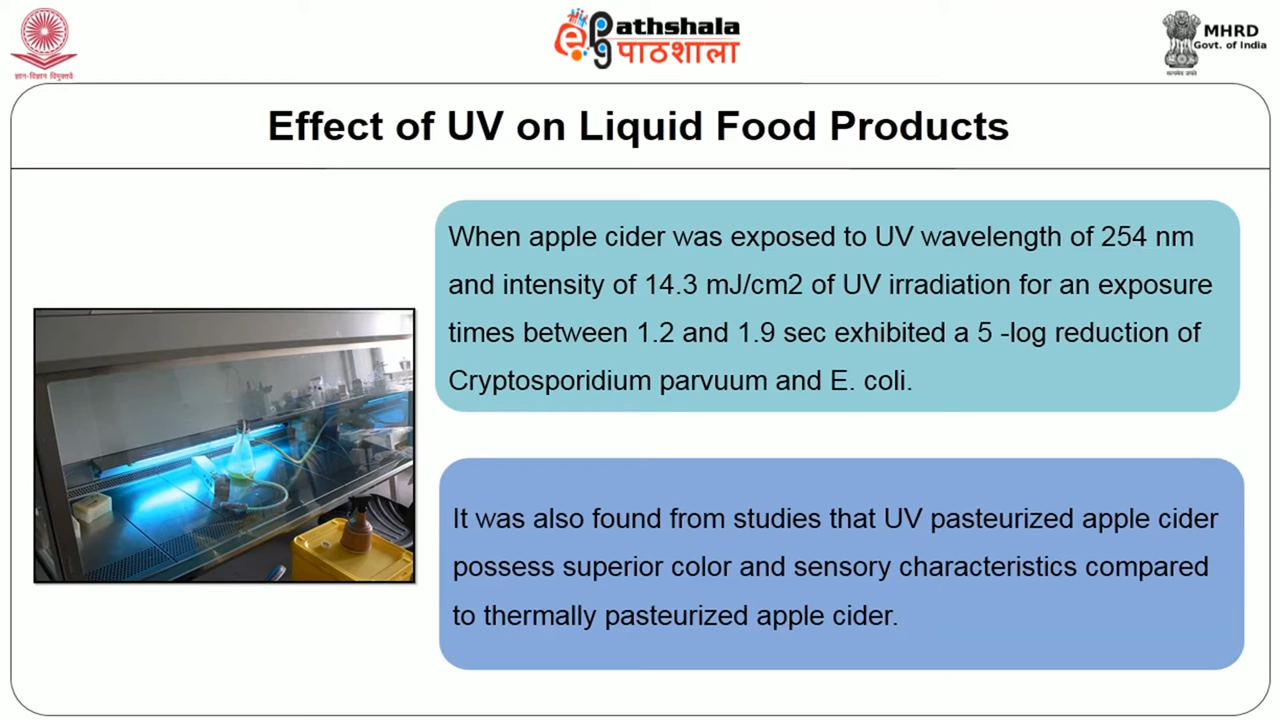 ज्ञान-विज्ञान विमुक्तये
ePathshala
पाठशाला
MHRD
Govt. of India
सत्यमेव जयते
Effect of UV on Liquid Food Products
When apple cider was exposed to UV wavelength of 254 nm
and intensity of 14.3 mJ/cm2 of UV irradiation for an exposure
times between 1.2 and 1.9 sec exhibited a 5 -log reduction of
Cryptosporidium parvuum and E. coli.
It was also found from studies that UV pasteurized apple cider
possess superior color and sensory characteristics compared
to thermally pasteurized apple cider.